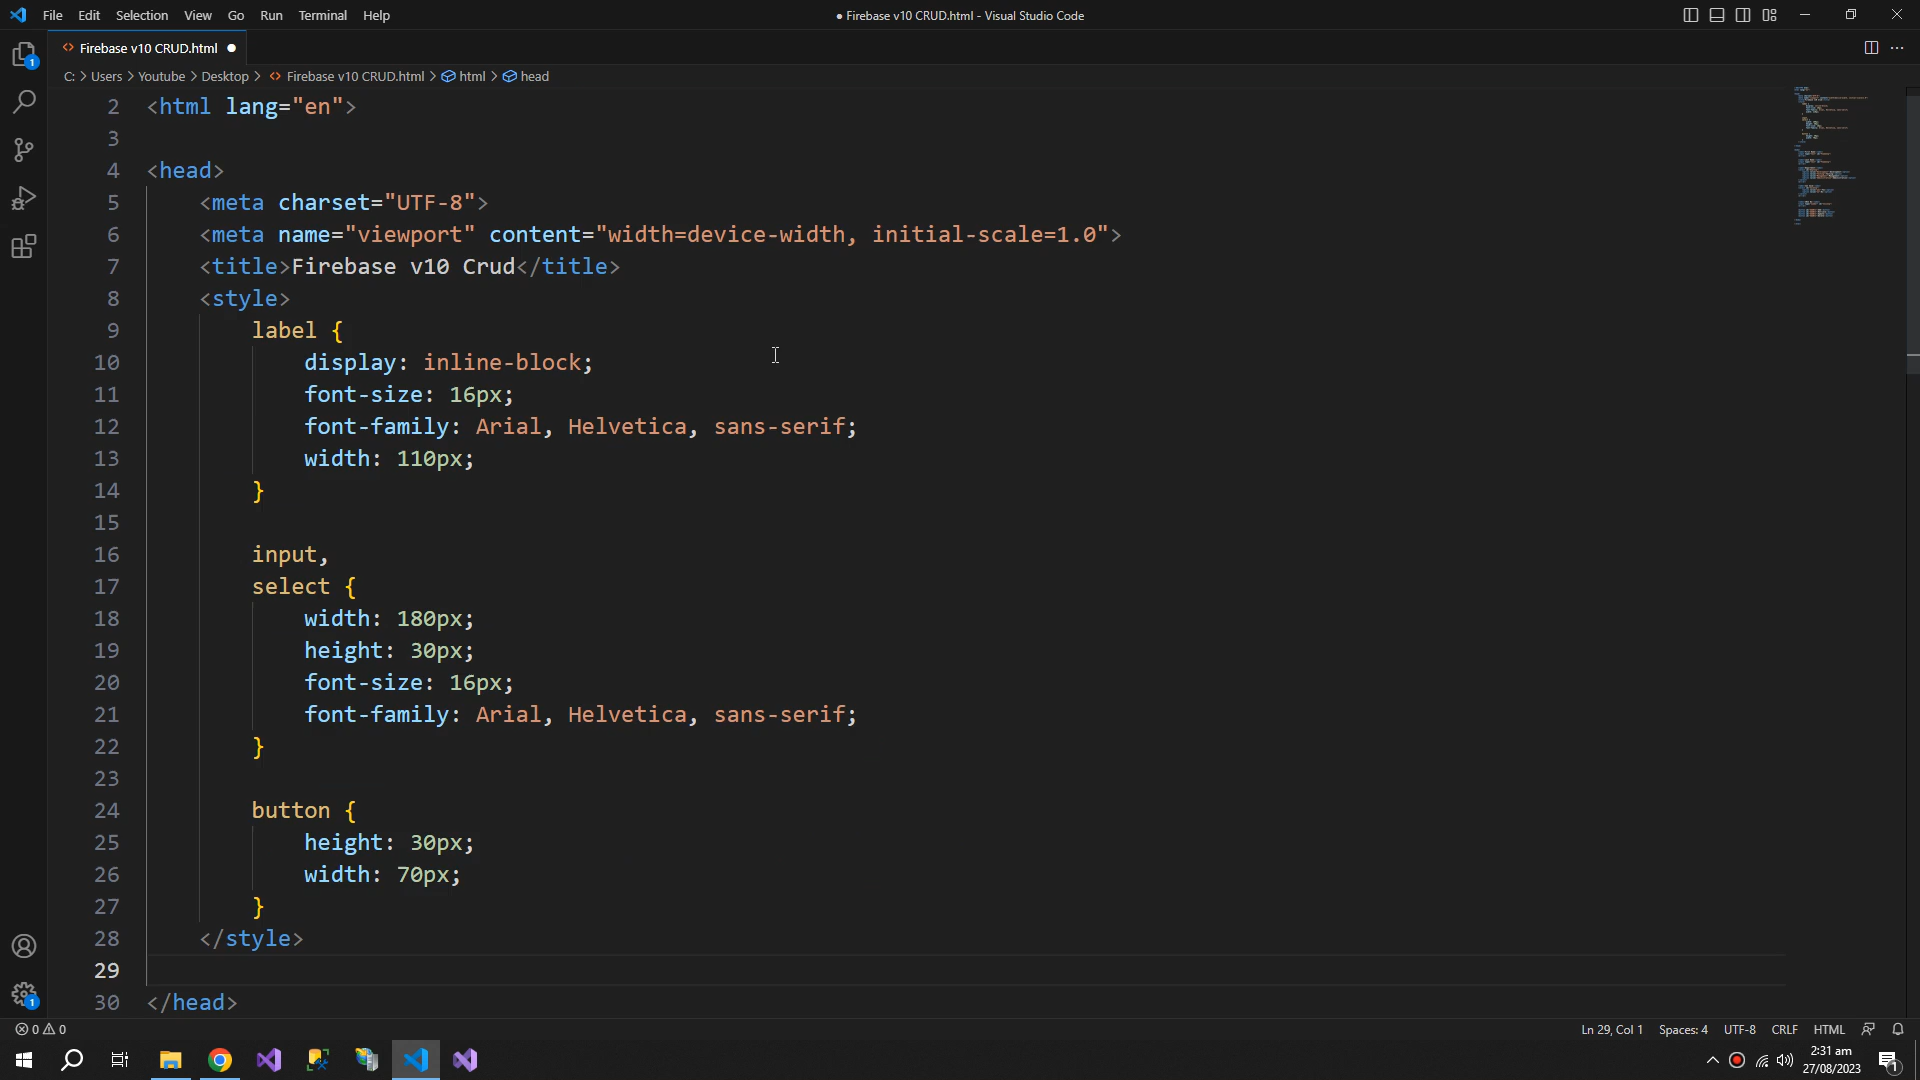 File Edit Selection View Go Run Terminal Help
● Firebase v10 CRUD.html - Visual Studio Code
<> Firebase v10 CRUD.html ●
C: > Users > Youtube > Desktop > <> Firebase v10 CRUD.html > html > head
2 <html lang="en">
3
4 <head>
5 <meta charset="UTF-8">
6 <meta name="viewport" content="width=device-width, initial-scale=1.0">
7 <title>Firebase v10 Crud</title>
8 <style>
9 label {
10 display: inline-block;
11 font-size: 16px;
12 font-family: Arial, Helvetica, sans-serif;
13 width: 110px;
14 }
15
16 input,
17 select {
18 width: 180px;
19 height: 30px;
20 font-size: 16px;
21 font-family: Arial, Helvetica, sans-serif;
22 }
23
24 button {
25 height: 30px;
26 width: 70px;
27 }
28 </style>
29
30 </head>
1
1
0 0
Ln 29, Col 1 Spaces: 4 UTF-8 CRLF HTML
2:31 am
27/08/2023
1